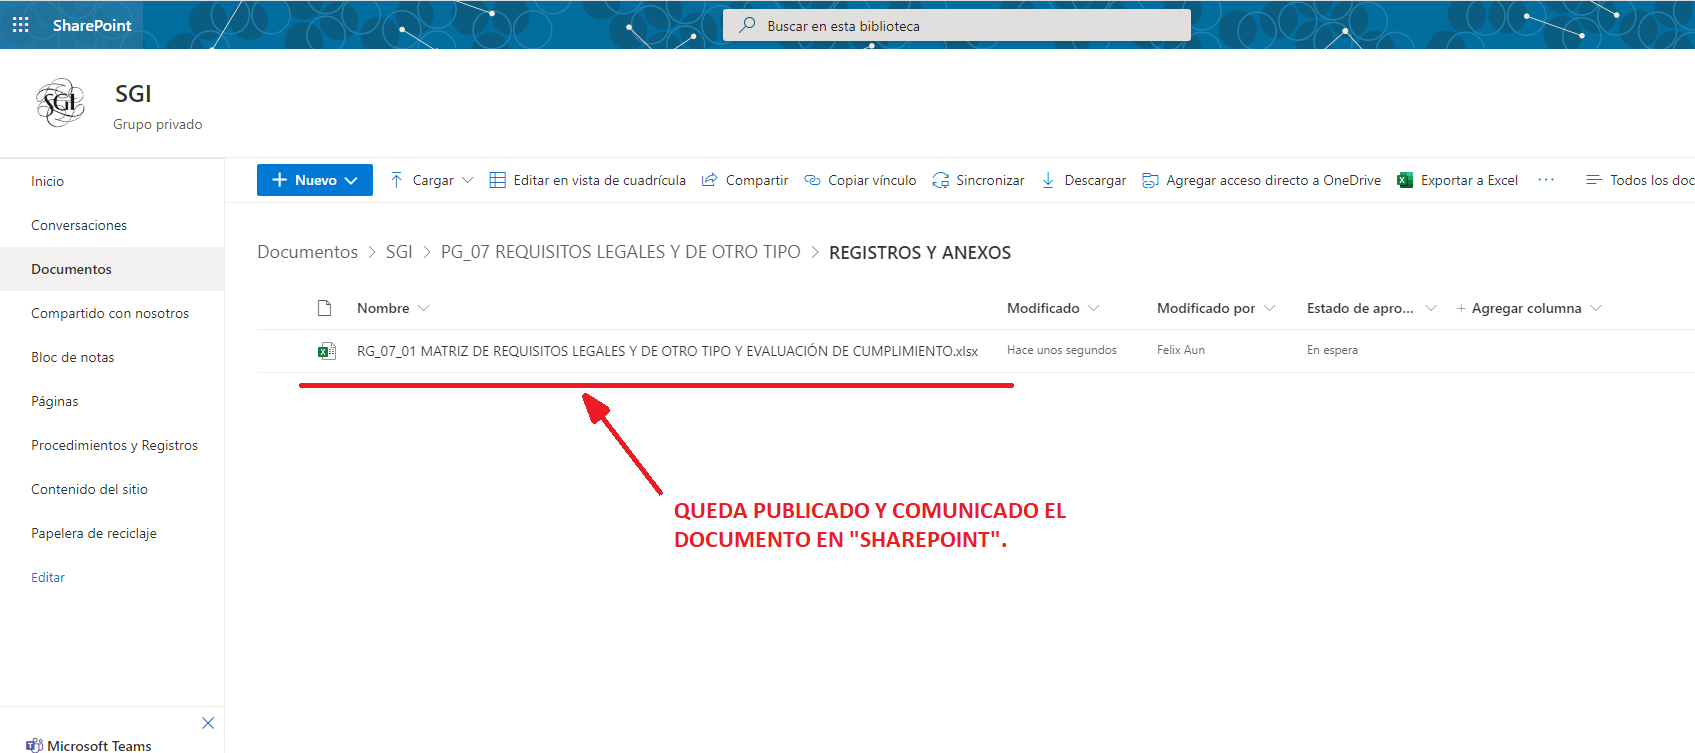 SharePoint
Buscar en esta biblioteca
SGI
SGI
Grupo privado
Inicio
Conversaciones
Documentos
Compartido con nosotros
Bloc de notas
Páginas
Procedimientos y Registros
Contenido del sitio
Papelera de reciclaje
Editar
Microsoft Teams
+ Nuevo
Cargar
Editar en vista de cuadrícula
Compartir
Copiar vínculo
Sincronizar
Descargar
Agregar acceso directo a OneDrive
Exportar a Excel
···
Todos los doc
Documentos > SGI > PG_07 REQUISITOS LEGALES Y DE OTRO TIPO > REGISTROS Y ANEXOS
Nombre Modificado Modificado por Estado de apro... + Agregar columna
RG_07_01 MATRIZ DE REQUISITOS LEGALES Y DE OTRO TIPO Y EVALUACIÓN DE CUMPLIMIENTO.xlsx Hace unos segundos Felix Aun En espera
QUEDA PUBLICADO Y COMUNICADO EL
DOCUMENTO EN "SHAREPOINT".